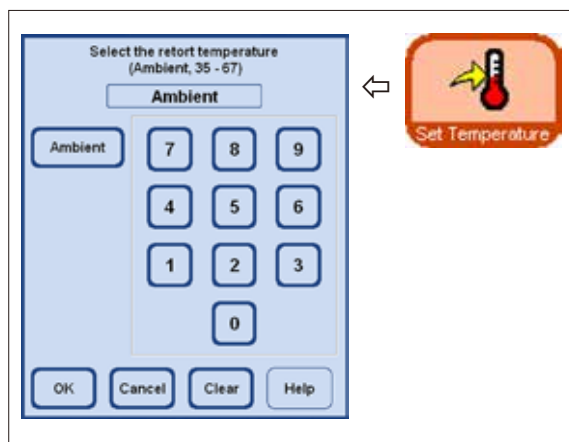 Select the retort temperature
(Ambient, 35 - 67)
Ambient
Set Temperature
Ambient
7 8 9
4 5 6
1 2 3
0
OK Cancel Clear Help